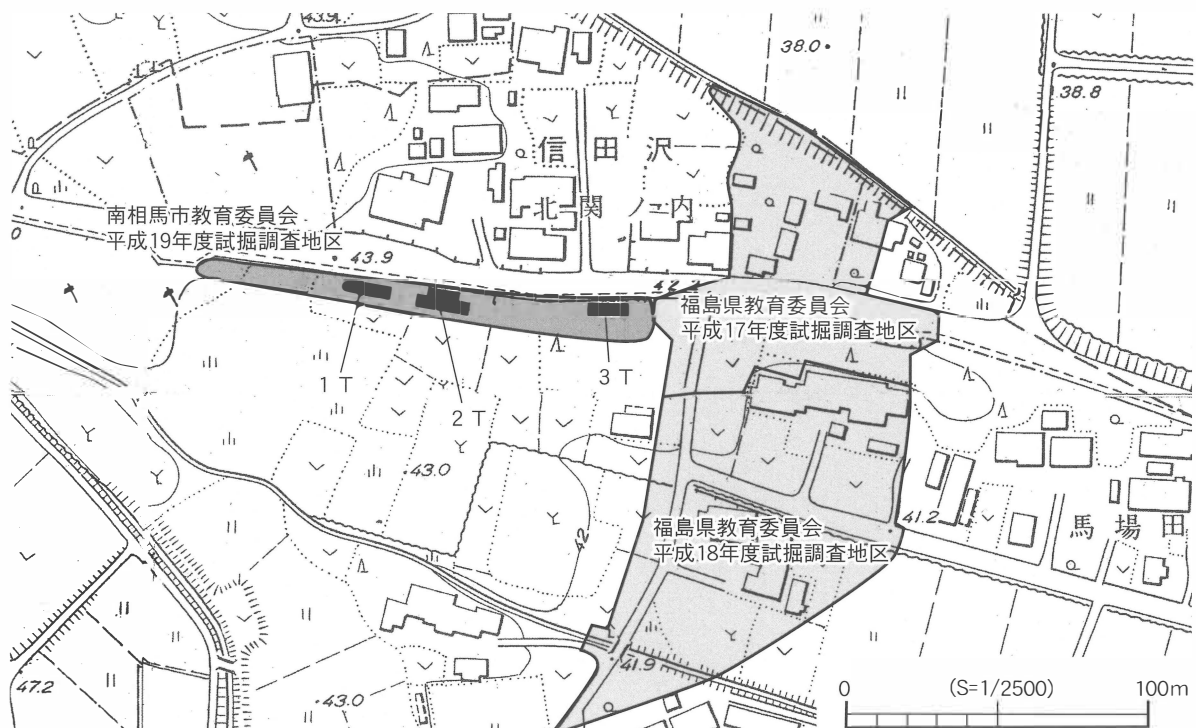 43.9
38.0
38.8
信田沢
北関ノ内
南相馬市教育委員会
平成19年度試掘調査地区
43.9
福島県教育委員会
平成17年度試掘調査地区
1T
2T
3T
43.0
42
41.2
福島県教育委員会
平成18年度試掘調査地区
馬場田
41.9
47.2
43.0
0
(S=1/2500)
100m